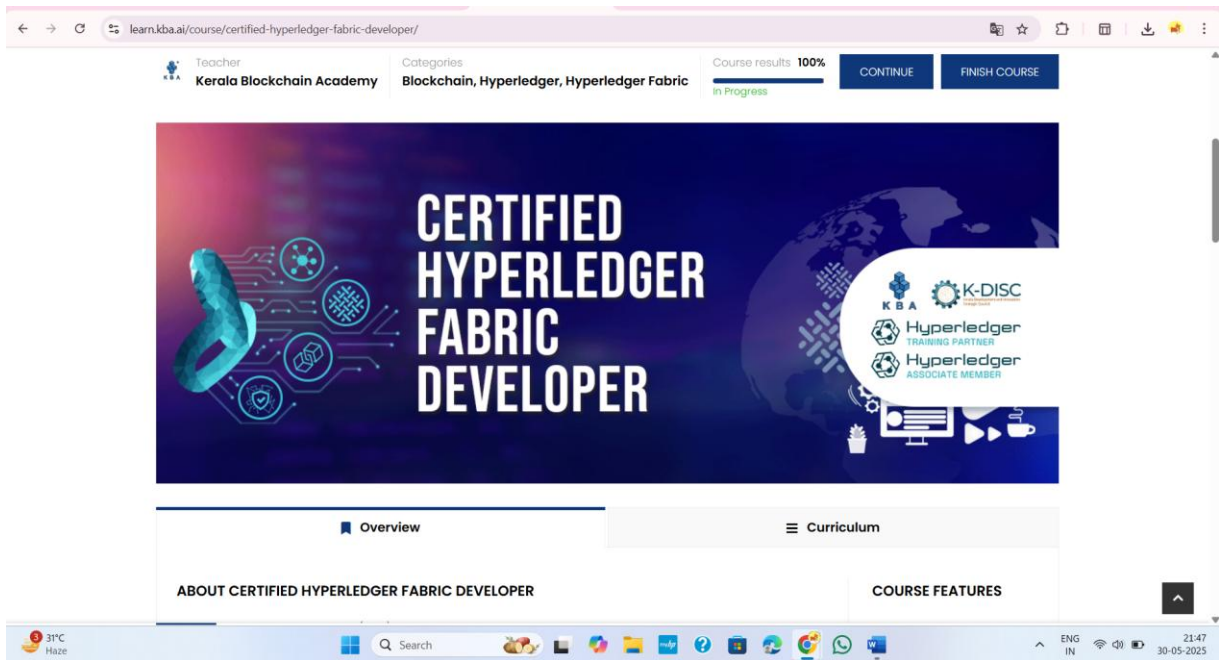 learn.kba.ai/course/certified-hyperledger-fabric-developer/
Teacher
Kerala Blockchain Academy
Categories
Blockchain, Hyperledger, Hyperledger Fabric
Course results 100%
In Progress
CONTINUE
FINISH COURSE
KBA
CERTIFIED
HYPERLEDGER
FABRIC
DEVELOPER
KBA
K-DISC
Hyperledger
TRAINING PARTNER
Hyperledger
ASSOCIATE MEMBER
Overview
Curriculum
ABOUT CERTIFIED HYPERLEDGER FABRIC DEVELOPER
COURSE FEATURES
3
31°C
Haze
Search
ENG
IN
21:47
30-05-2025